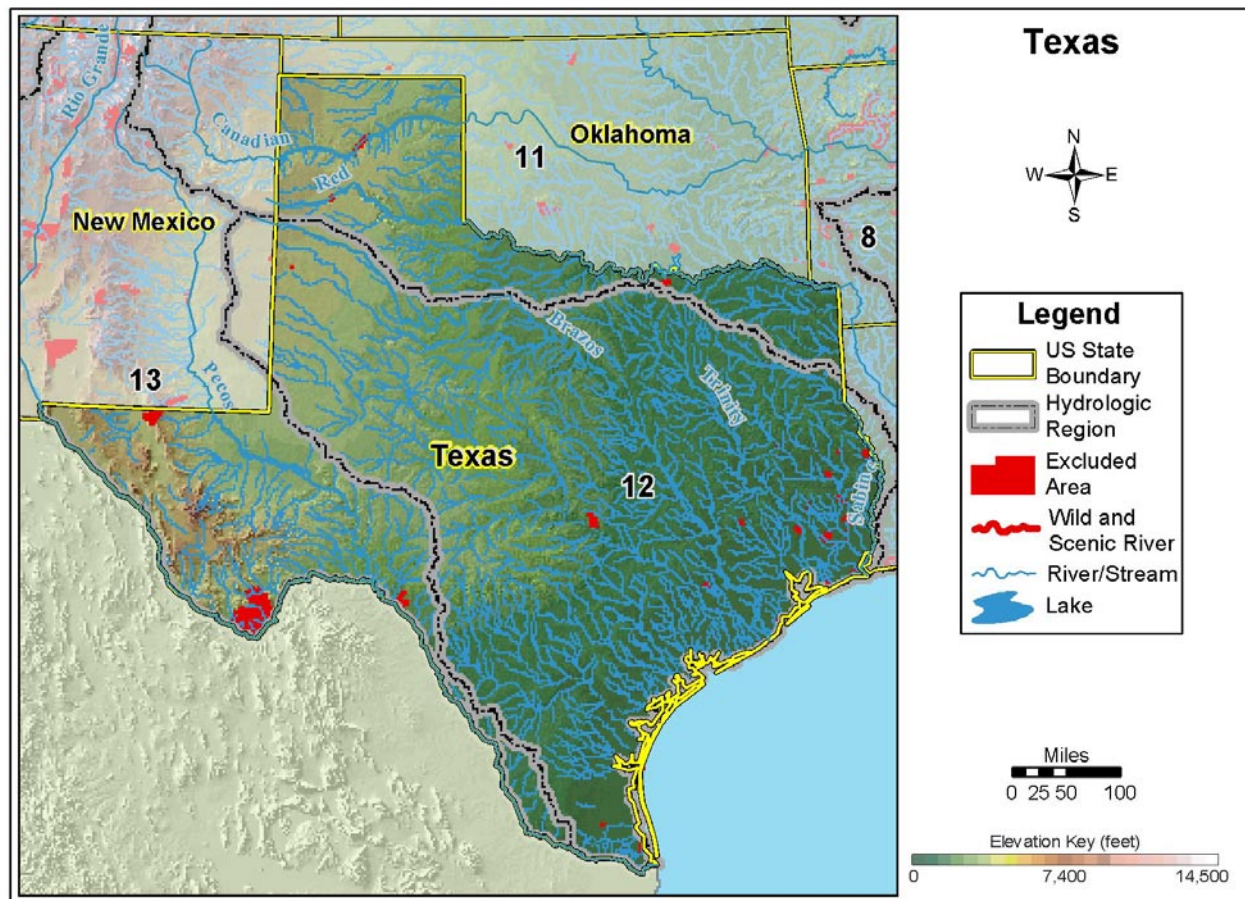 Texas
N
W
E
S
Rio Grande
Canadian
Oklahoma
11
Red
New Mexico
8
Brazos
Trinity
13
Pecos
Texas
12
Sabine
Legend
US State
Boundary
Hydrologic
Region
Excluded
Area
Wild and
Scenic River
River/Stream
Lake
Miles
0 25 50 100
Elevation Key (feet)
0 7,400 14,500